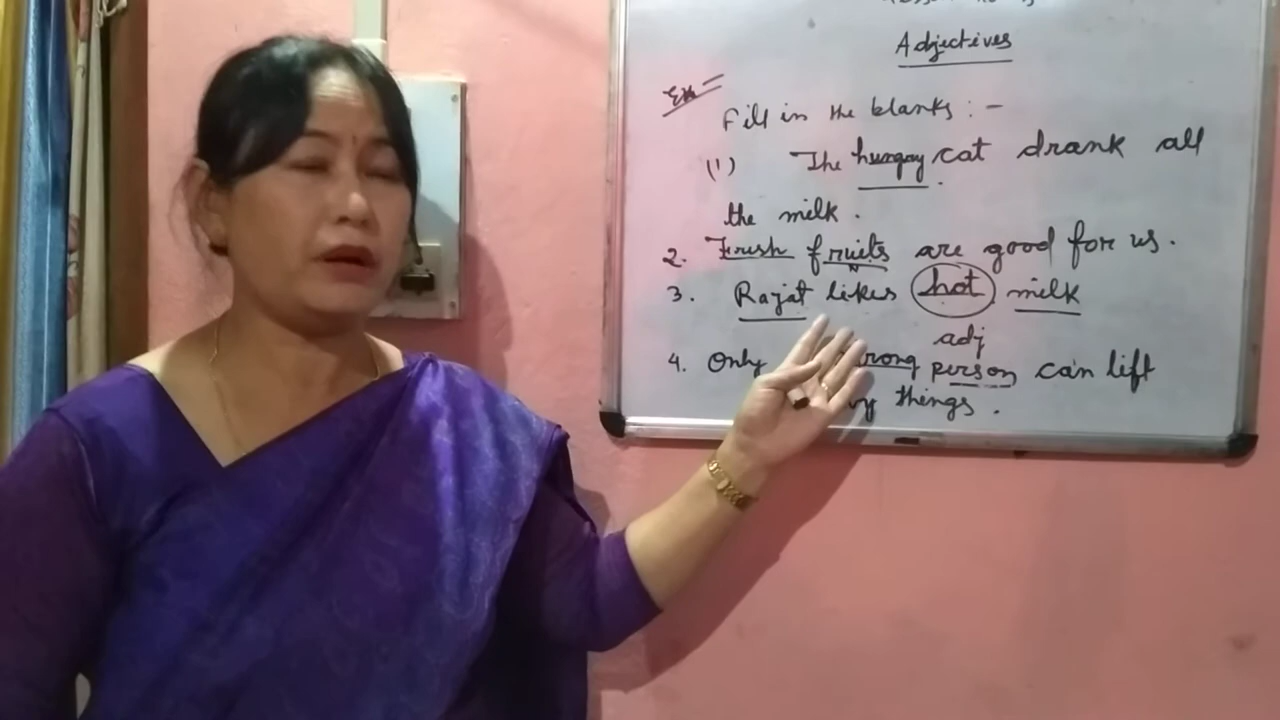 Adjectives
Ex
Fill in the blanks : -
(1) The hungry cat drank all
the milk .
2. Fresh fruits are good for us .
3. Rajat likes hot milk
adj
4. Only person can lift
things .